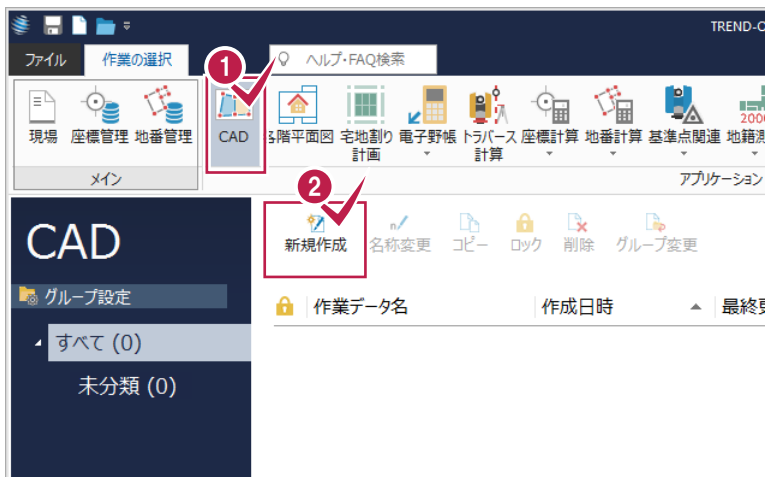 TREND-O
ファイル 作業の選択 ヘルプ・FAQ検索
1
現場 座標管理 地番管理 CAD 各階平面図 宅地割り計画 電子野帳 トラバース計算 座標計算 地番計算 基準点関連 地籍測
2000
メイン アプリケーション
2
CAD
新規作成 名称変更 コピー ロック 削除 グループ変更
グループ設定
作業データ名 作成日時 最終更
すべて (0)
未分類 (0)